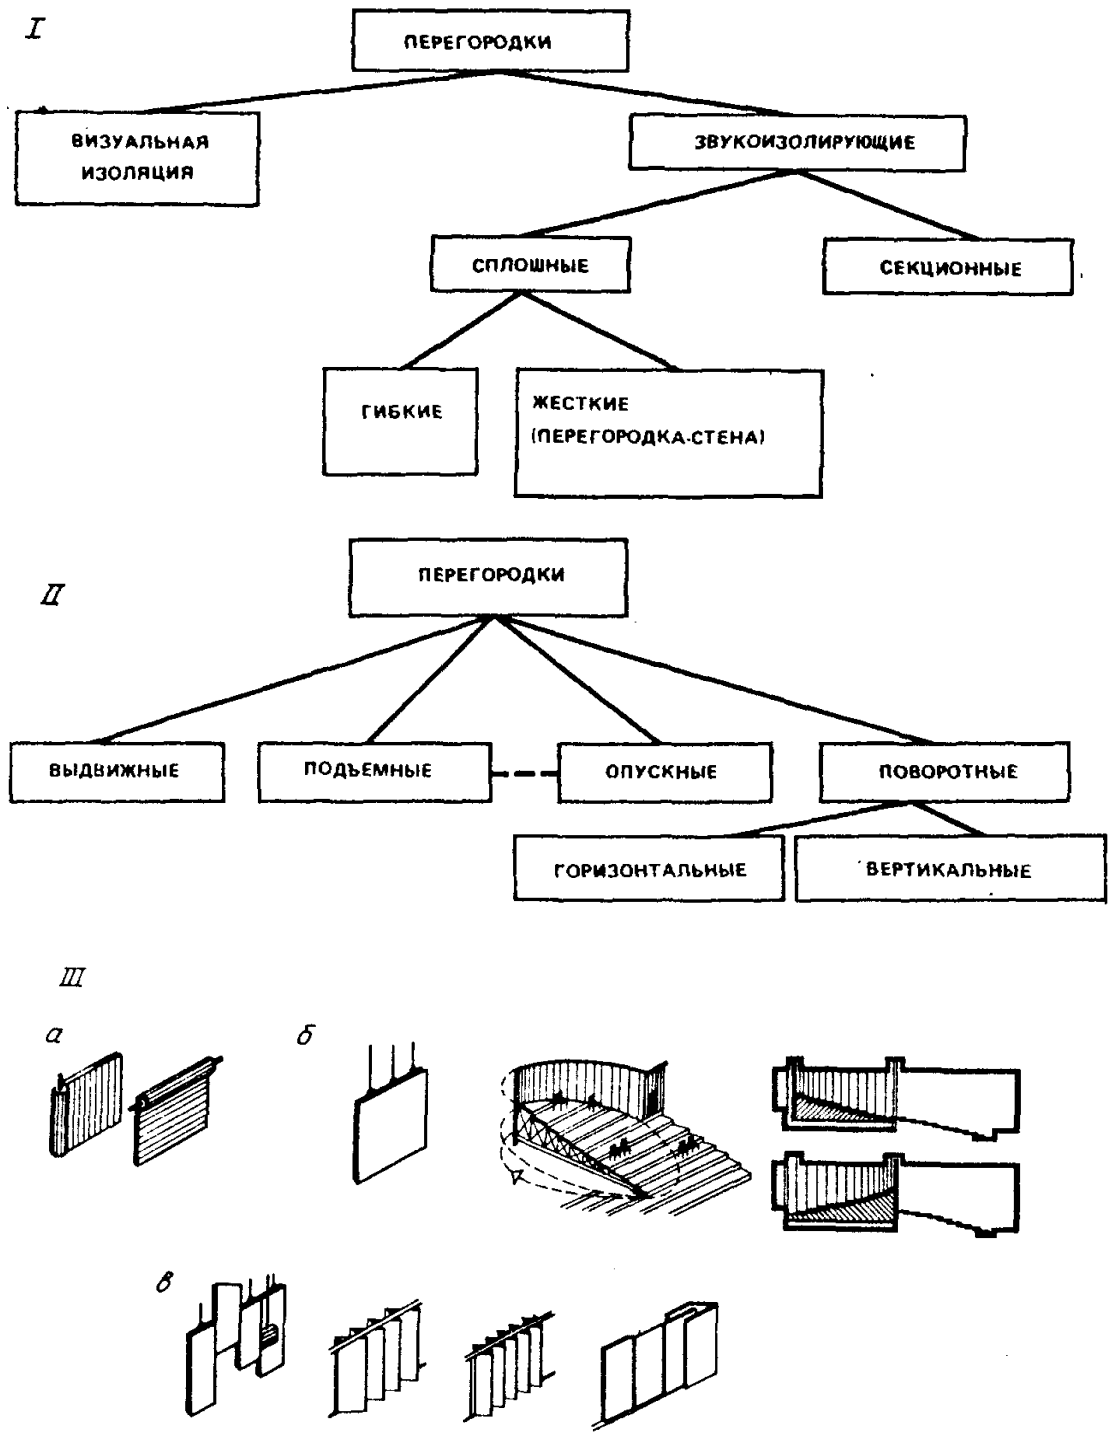 I
ПЕРЕГОРОДКИ
ВИЗУАЛЬНАЯ
ИЗОЛЯЦИЯ
ЗВУКОИЗОЛИРУЮЩИЕ
СПЛОШНЫЕ
СЕКЦИОННЫЕ
ГИБКИЕ
ЖЕСТКИЕ
(ПЕРЕГОРОДКА-СТЕНА)
II
ПЕРЕГОРОДКИ
ВЫДВИЖНЫЕ
ПОДЪЕМНЫЕ
ОПУСКНЫЕ
ПОВОРОТНЫЕ
ГОРИЗОНТАЛЬНЫЕ
ВЕРТИКАЛЬНЫЕ
III
а
б
в